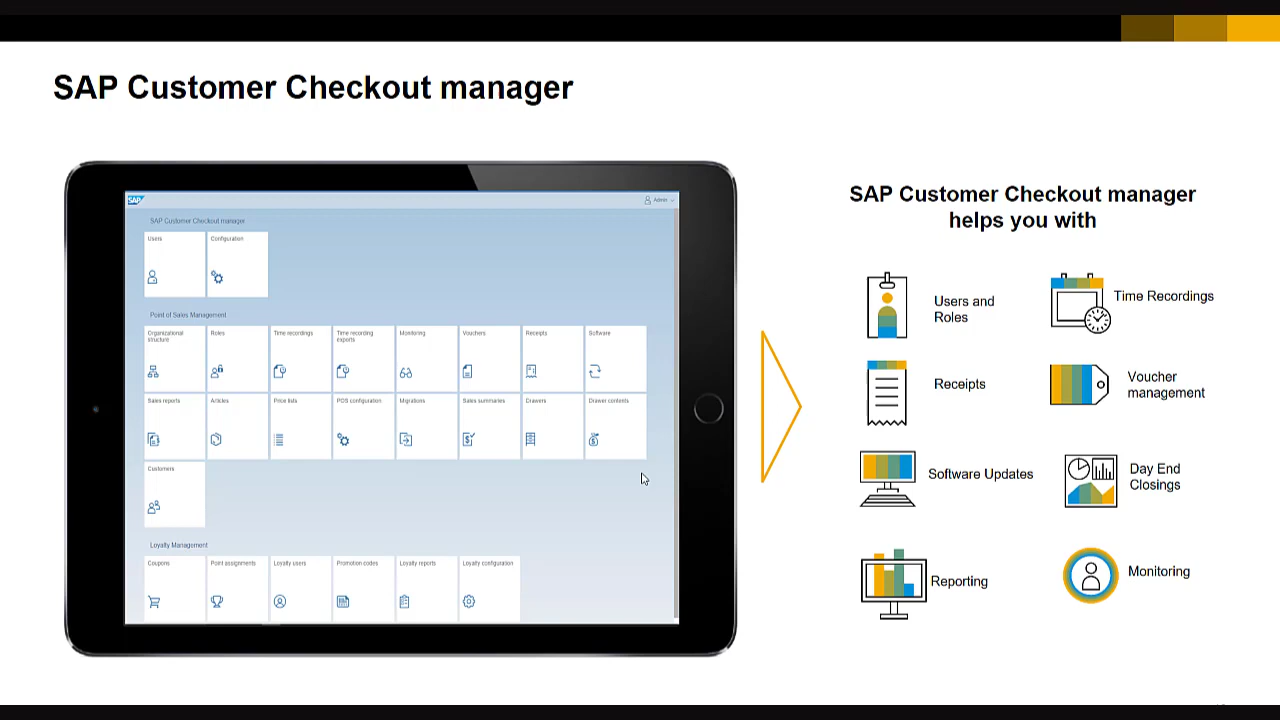 SAP Customer Checkout manager
SAP
Admin
SAP Customer Checkout manager
Users
Configuration
Point of Sales Management
Organizational
structure
Roles
Time recordings
Time recording
exports
Monitoring
Vouchers
Receipts
Software
Sales reports
Articles
Price lists
POS configuration
Migrations
Sales summaries
Drawers
Drawer contents
Customers
Loyalty Management
Coupons
Point assignments
Loyalty users
Promotion codes
Loyalty reports
Loyalty configuration
SAP Customer Checkout manager
helps you with
Users and
Roles
Time Recordings
Receipts
Voucher
management
Software Updates
Day End
Closings
Reporting
Monitoring